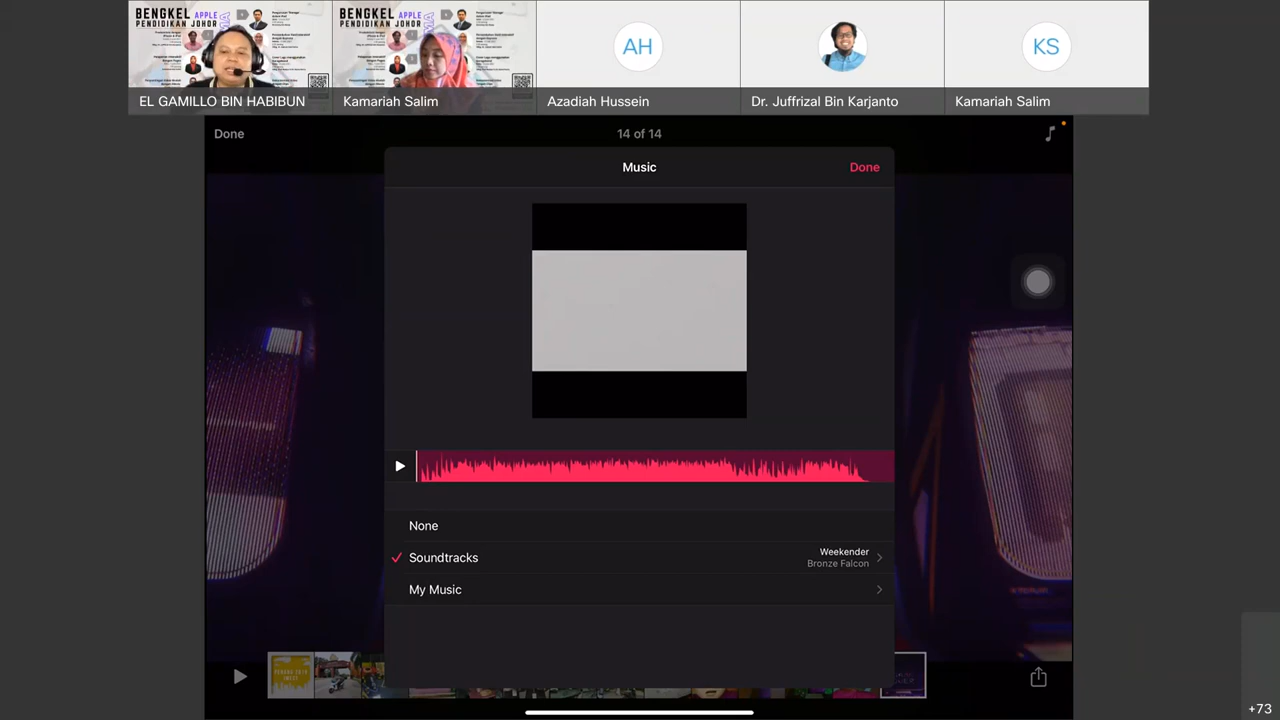 BENGKEL APPLE
PENDIDIKAN JOHOR
BENGKEL APPLE
PENDIDIKAN JOHOR
AH
KS
EL GAMILLO BIN HABIBUN
Kamariah Salim
Azadiah Hussein
Dr. Juffrizal Bin Karjanto
Kamariah Salim
Done
14 of 14
Music
Done
None
Soundtracks
Weekender
Bronze Falcon
My Music
+73